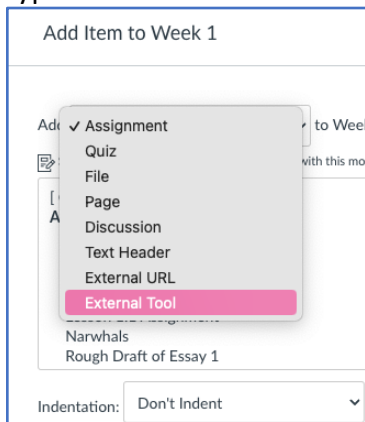 Add Item to Week 1
Add ✓ Assignment to Wee
Quiz
with this mo
File
[
Page
A
Discussion
Text Header
External URL
External Tool
Narwhals
Rough Draft of Essay 1
Indentation: Don't Indent